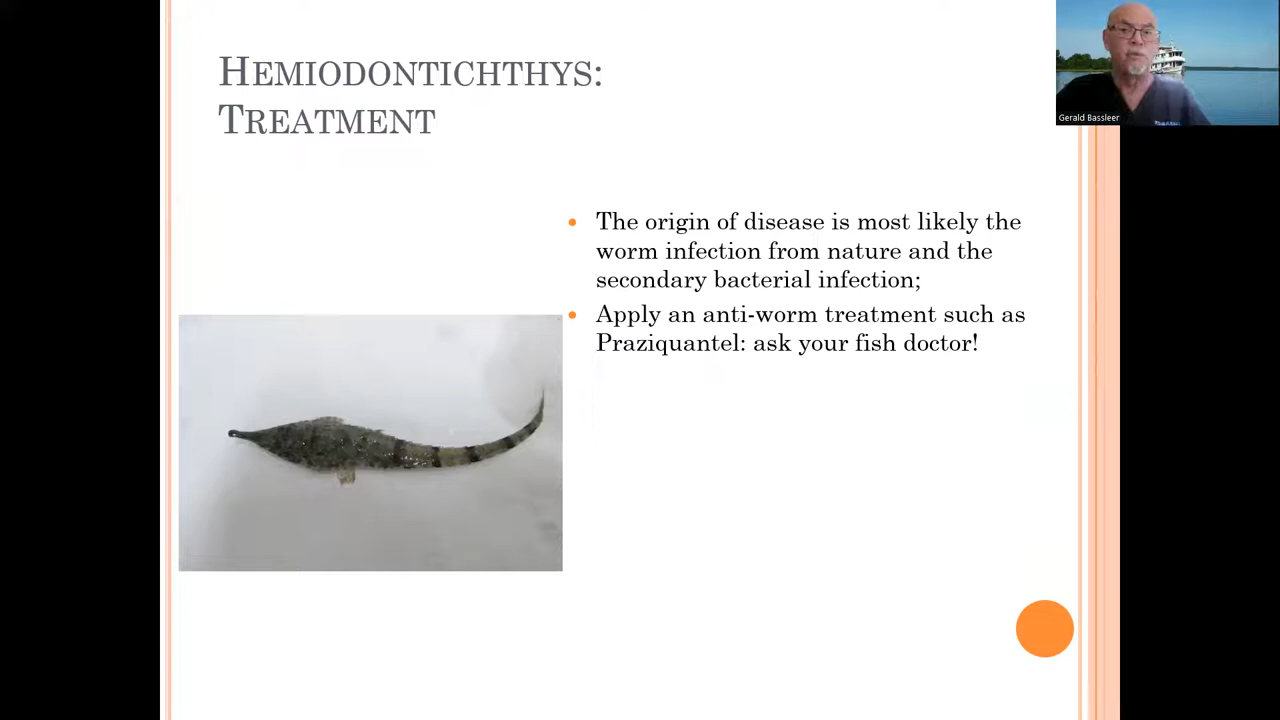 HEMIODONTICHTHYS:
TREATMENT
Gerald Bassleer
• The origin of disease is most likely the
worm infection from nature and the
secondary bacterial infection;
• Apply an anti-worm treatment such as
Praziquantel: ask your fish doctor!